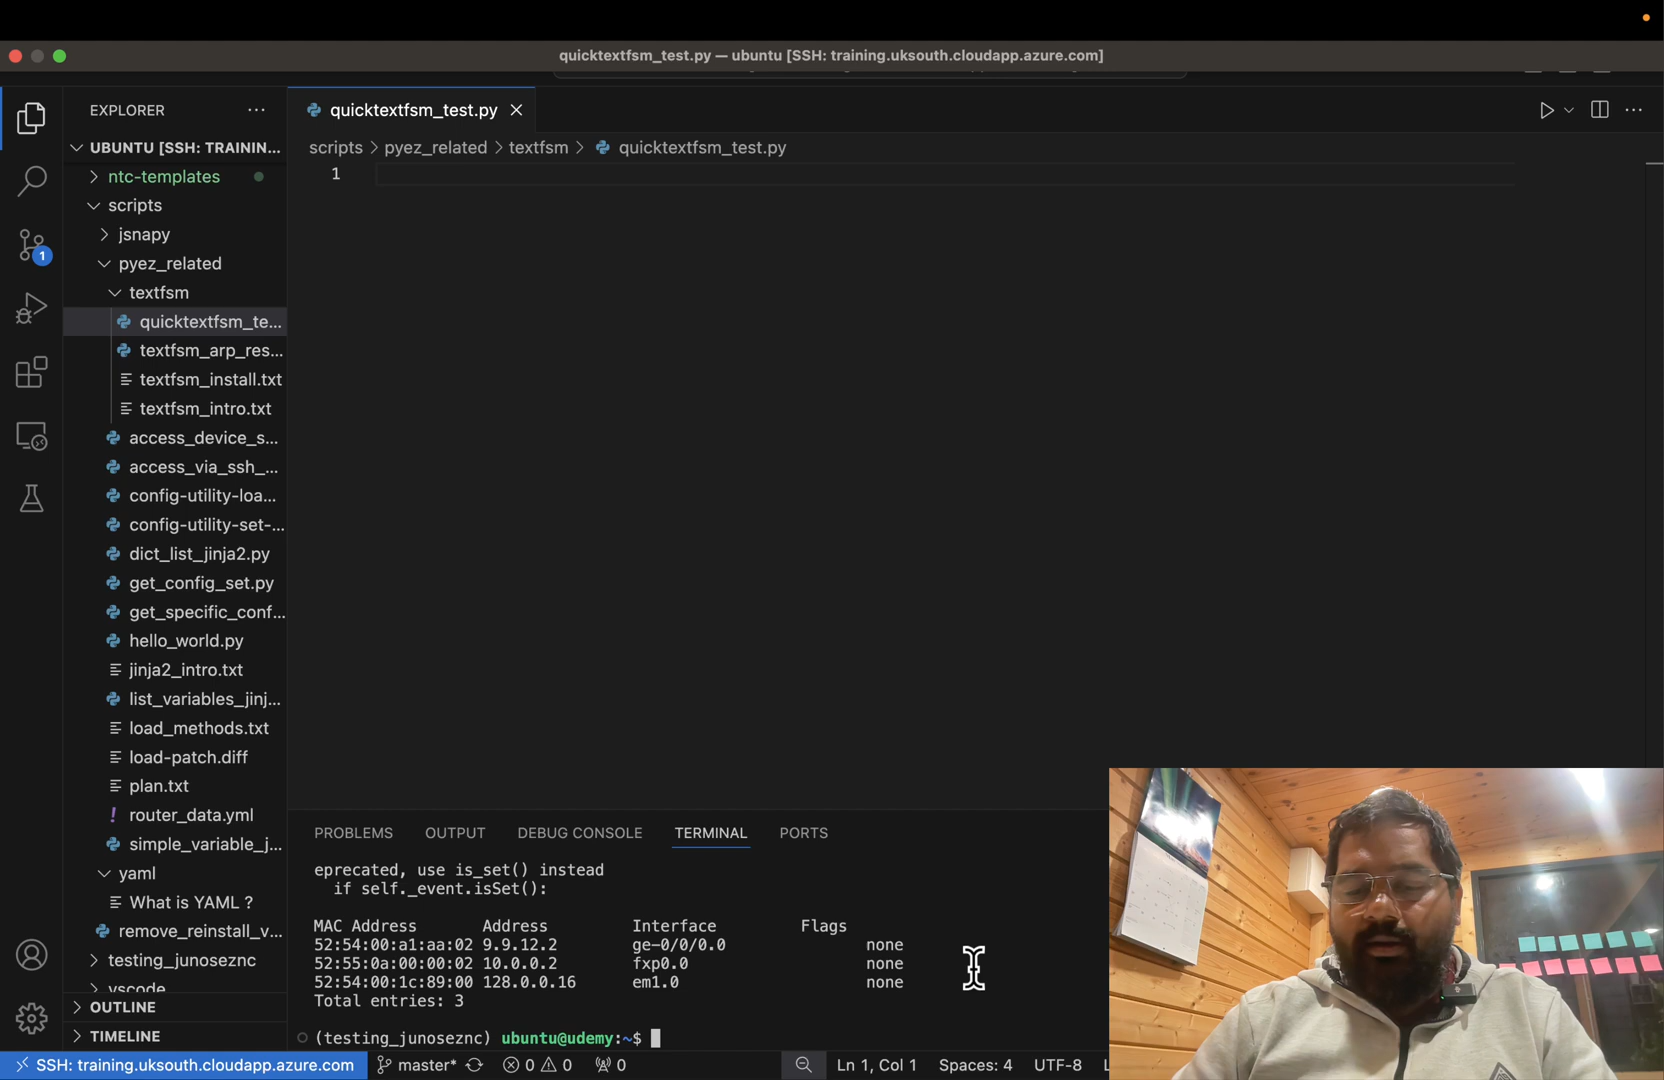 quicktextfsm_test.py — ubuntu [SSH: training.uksouth.cloudapp.azure.com]
EXPLORER ···
quicktextfsm_test.py
UBUNTU [SSH: TRAININ...
scripts > pyez_related > textfsm > quicktextfsm_test.py
1
ntc-templates
scripts
jsnapy
pyez_related
textfsm
quicktextfsm_te...
textfsm_arp_res...
textfsm_install.txt
textfsm_intro.txt
access_device_s...
access_via_ssh_...
config-utility-loa...
config-utility-set-...
dict_list_jinja2.py
get_config_set.py
get_specific_conf...
hello_world.py
jinja2_intro.txt
list_variables_jinj...
load_methods.txt
load-patch.diff
plan.txt
! router_data.yml
simple_variable_j...
yaml
What is YAML ?
remove_reinstall_v...
testing_junoseznc
vscode
OUTLINE
TIMELINE
1
PROBLEMS OUTPUT DEBUG CONSOLE TERMINAL PORTS
eprecated, use is_set() instead
if self._event.isSet():
MAC Address Address Interface Flags
52:54:00:a1:aa:02 9.9.12.2 ge-0/0/0.0 none
52:55:0a:00:00:02 10.0.0.2 fxp0.0 none
52:54:00:1c:89:00 128.0.0.16 em1.0 none
Total entries: 3
(testing_junoseznc) ubuntu@udemy:~$
SSH: training.uksouth.cloudapp.azure.com master* 0 0 0 Ln 1, Col 1 Spaces: 4 UTF-8